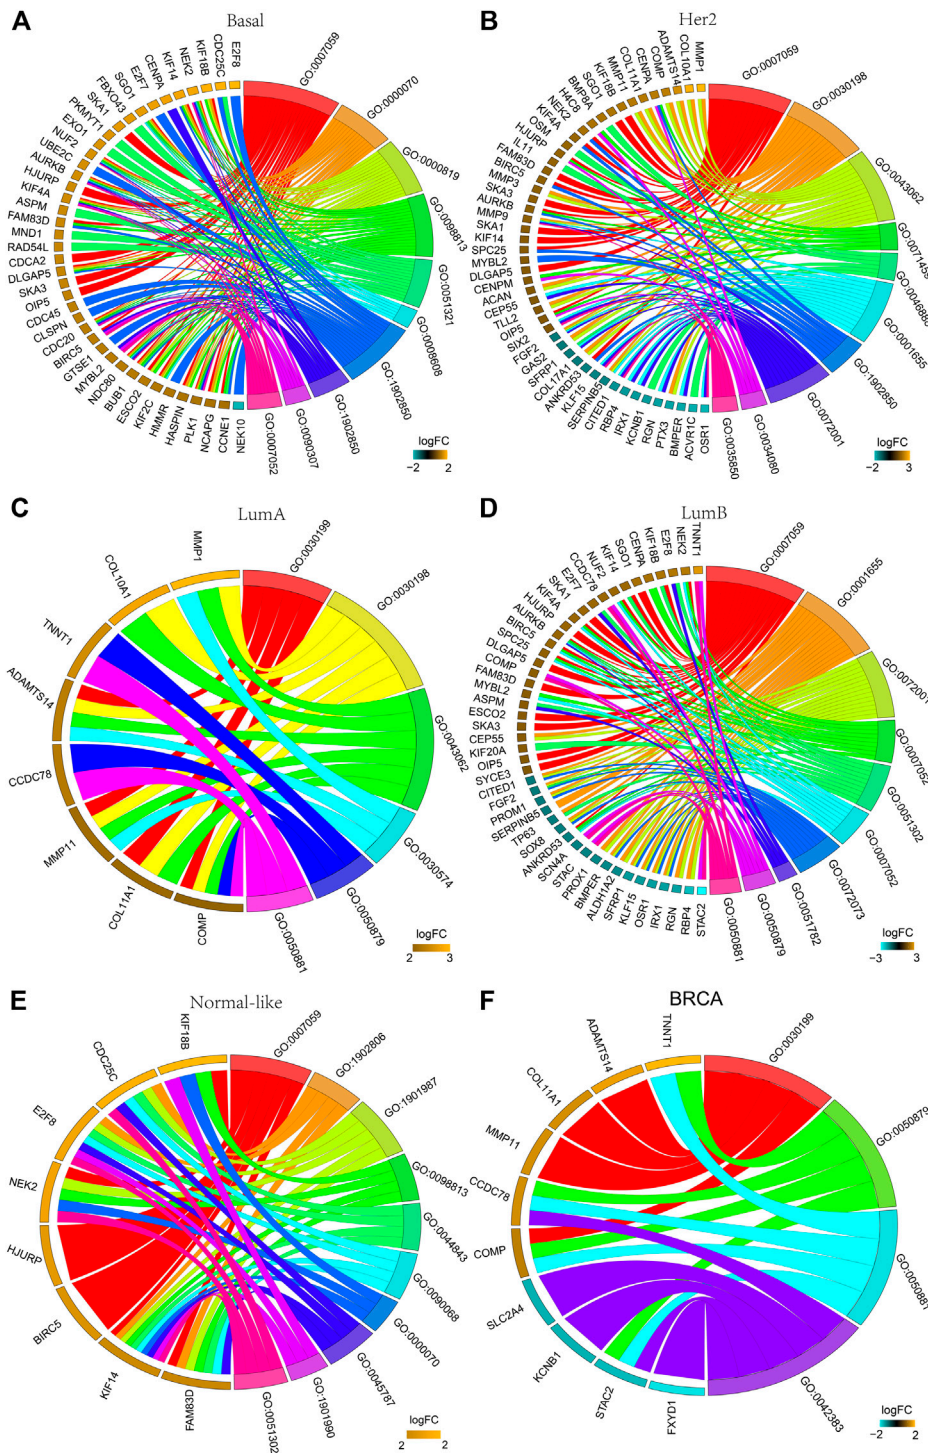 A
Basal
E2F8
CDC25C
KIF18B
NEK2
KIF14
CENPA
E2F7
SGO1
FBXO43
SKA1
PKMYT1
EXO1
NUF2
UBE2C
AURKB
HJURP
KIF4A
ASPM
FAM83D
MND1
RAD54L
CDCA2
DLGAP5
SKA3
OIP5
CDC45
CLSPN
CDC20
BIRC5
GTSE1
MYBL2
NDC80
BUB1
ESCO2
KIF2C
HMMR
HASPIN
PLK1
NCAPG
CCNE1
NEK10
GO:0007059
GO:0000070
GO:0000819
GO:0098813
GO:0051321
GO:0008608
GO:1902850
GO:1902850
GO:0090307
GO:0007052
logFC
−2 2
B
Her2
MMP1
COL10A1
ADAMTS14
COMP
CENPA
COL11A1
MMP11
KIF18B
SGO1
BMP8A
H4C8
NEK2
KIF4A
OSM
HJURP
IL11
FAM83D
BIRC5
MMP3
SKA3
AURKB
MMP9
SKA1
KIF14
SPC25
MYBL2
DLGAP5
CENPM
ACAN
CEP55
TLL2
OIP5
SIX2
FGF2
GAS2
SFRP1
COL17A1
ANKRD53
KLF15
SERPINB5
CITED1
RBP4
IRX1
KCNB1
RGN
PTX3
BMPER
ACVR1C
OSR1
GO:0007059
GO:0030198
GO:0043062
GO:0071459
GO:0046886
GO:0001655
GO:1902850
GO:0072001
GO:0034080
GO:0035850
logFC
−2 3
C
LumA
MMP1
COL10A1
TNNT1
ADAMTS14
CCDC78
MMP11
COL11A1
COMP
GO:0030199
GO:0030198
GO:0043062
GO:0030574
GO:0050879
GO:0050881
logFC
2 3
D
LumB
TNNT1
NEK2
E2F8
KIF18B
CENPA
SGO1
KIF14
NUF2
CCDC78
E2F7
SKA1
KIF4A
HJURP
AURKB
BIRC5
SPC25
DLGAP5
COMP
FAM83D
MYBL2
ASPM
ESCO2
SKA3
CEP55
KIF20A
OIP5
SYCE3
CITED1
FGF2
PROM1
SERPINB5
TP63
SOX8
ANKRD53
SCN4A
STAC
PROX1
BMPER
ALDH1A2
SFRP1
KLF15
OSR1
IRX1
RGN
RBP4
STAC2
GO:0007059
GO:0001655
GO:0072001
GO:0007052
GO:0051302
GO:0007052
GO:0072073
GO:0051782
GO:0050879
GO:0050881
logFC
−3 3
E
Normal-like
KIF18B
CDC25C
E2F8
NEK2
HJURP
BIRC5
KIF14
FAM83D
GO:0007059
GO:1902806
GO:1901987
GO:0098813
GO:0044843
GO:0090068
GO:0000070
GO:0045787
GO:1901990
GO:0051302
logFC
2 2
F
BRCA
TNNT1
ADAMTS14
COL11A1
MMP11
CCDC78
COMP
SLC2A4
KCNB1
STAC2
FXYD1
GO:0030199
GO:0050879
GO:0050881
GO:0042383
logFC
−2 2